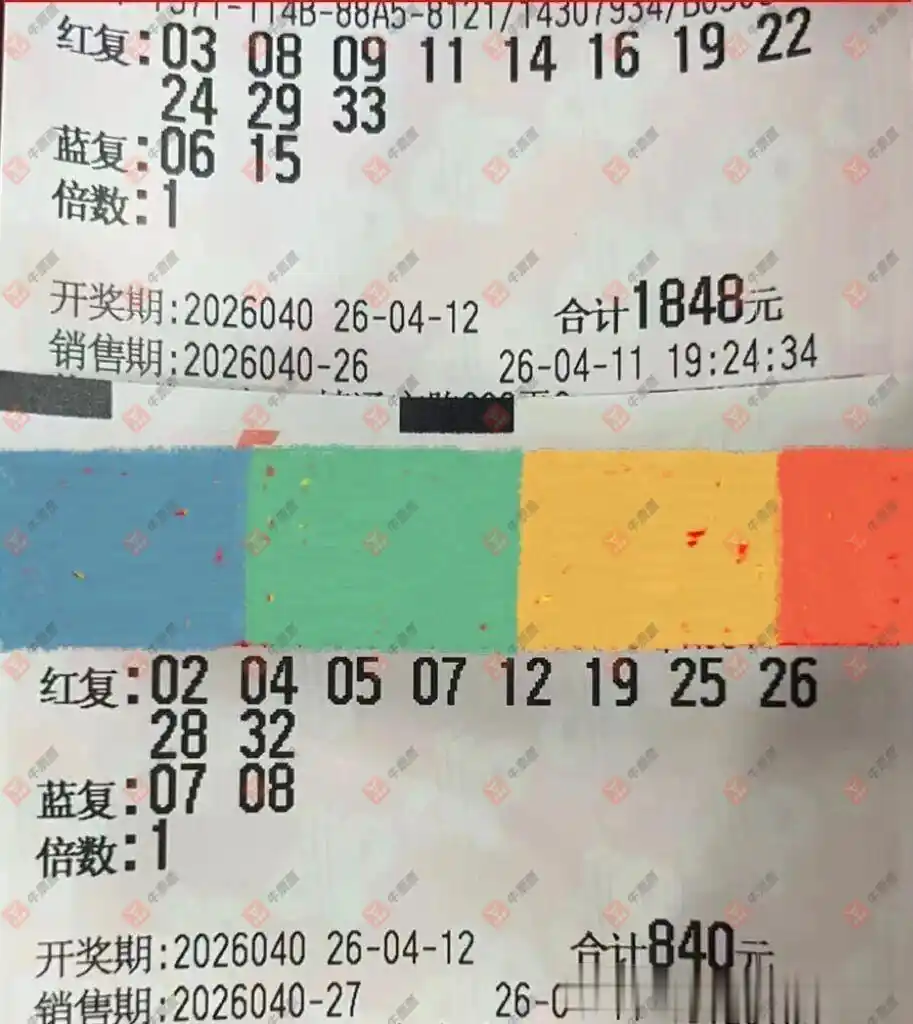 红复:03 08 09 11 14 16 19 22
24 29 33
蓝复:06 15
倍数:1
开奖期:2026040 26-04-12 合计1848元
销售期:2026040-26 26-04-11 19:24:34
红复:02 04 05 07 12 19 25 26
28 32
蓝复:07 08
倍数:1
开奖期:2026040 26-04-12 合计840元
销售期:2026040-27 26-0